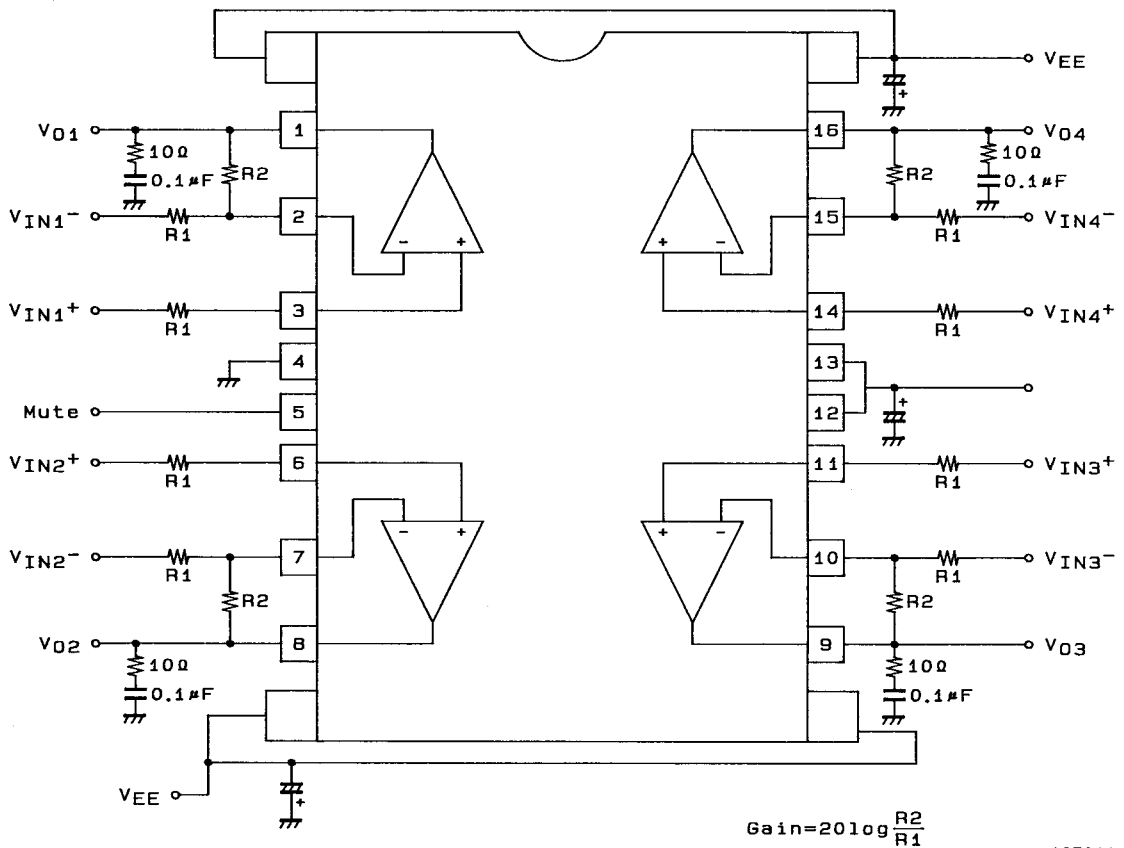 VEE
+
VO1
1
16
VO4
10Ω
0.1μF
R2
R2
10Ω
0.1μF
VIN1-
R1
2
15
R1
VIN4-
- +
+ -
VIN1+
R1
3
14
R1
VIN4+
4
13
+
Mute
5
12
VIN2+
R1
6
11
R1
VIN3+
- +
+ -
VIN2-
R1
7
10
R1
VIN3-
R2
R2
VO2
8
9
VO3
10Ω
0.1μF
10Ω
0.1μF
VEE
+
Gain=20log R2/R1